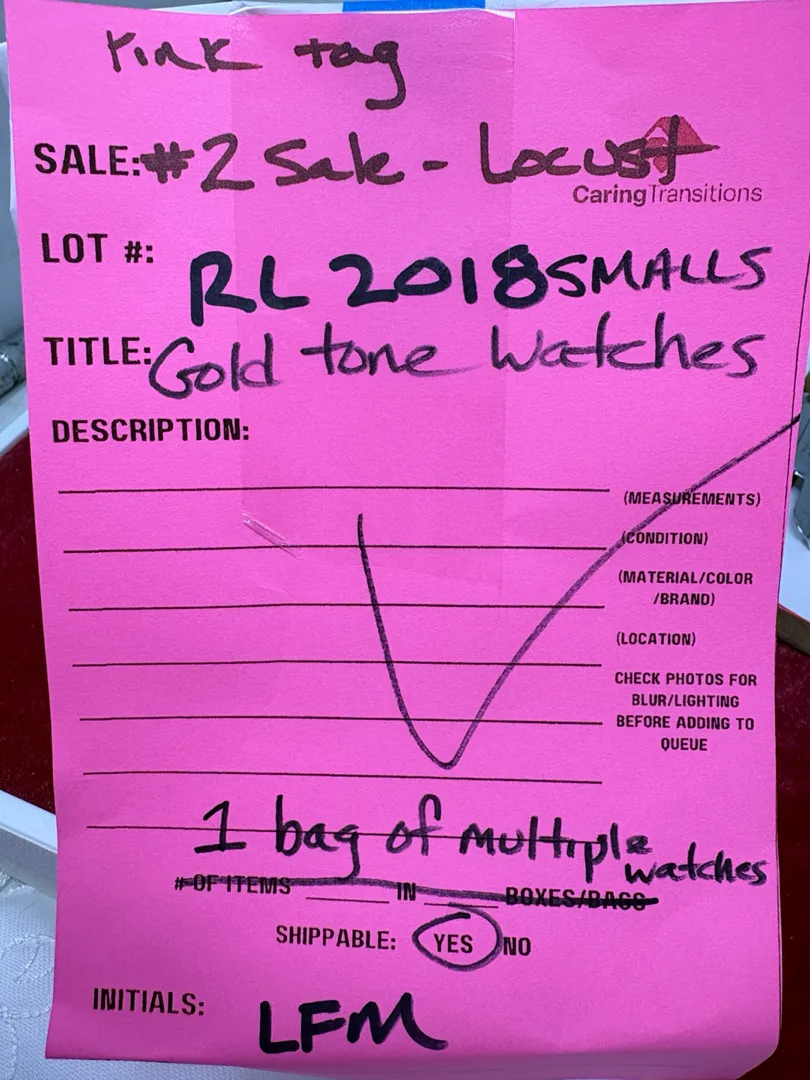 Pink tag
SALE: #2 Sale - Locust
CaringTransitions
LOT #: RL 2018 SMALLS
TITLE: Gold tone Watches
DESCRIPTION:
(MEASUREMENTS)
(CONDITION)
(MATERIAL/COLOR
/BRAND)
(LOCATION)
CHECK PHOTOS FOR
BLUR/LIGHTING
BEFORE ADDING TO
QUEUE
1 bag of multiple watches
# OF ITEMS IN BOXES/BAGS
SHIPPABLE: YES NO
INITIALS: LFM